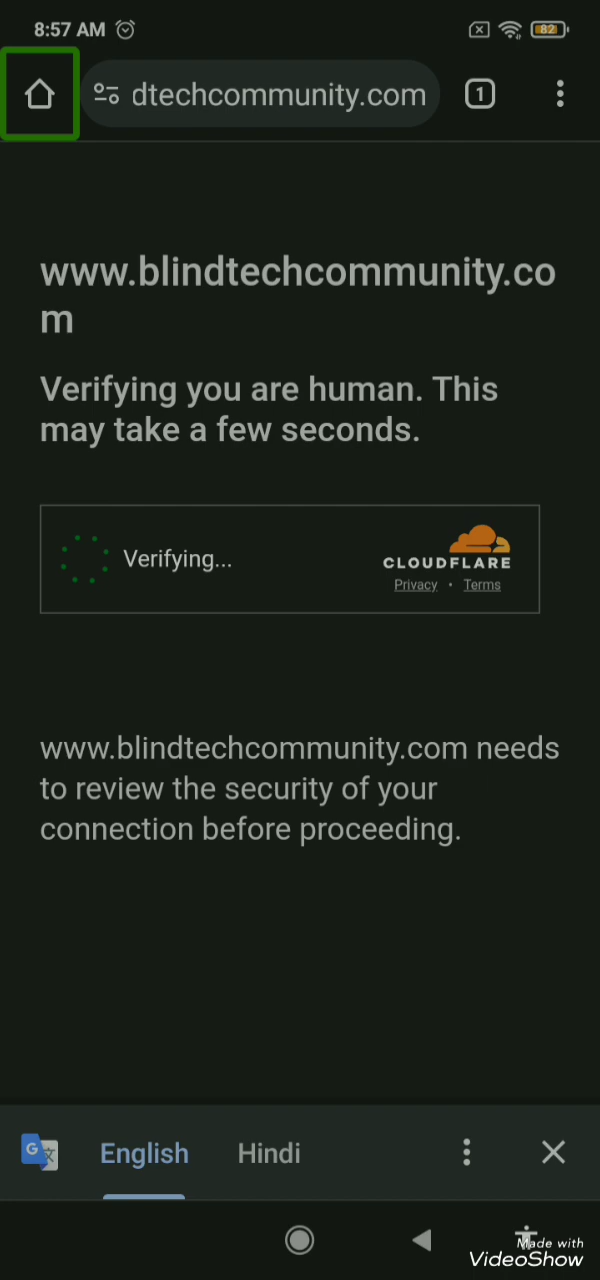 8:57 AM 82
dtechcommunity.com 1
www.blindtechcommunity.co
m
Verifying you are human. This
may take a few seconds.
Verifying...
CLOUDFLARE
Privacy • Terms
www.blindtechcommunity.com needs
to review the security of your
connection before proceeding.
G 文 English Hindi
Made with
VideoShow